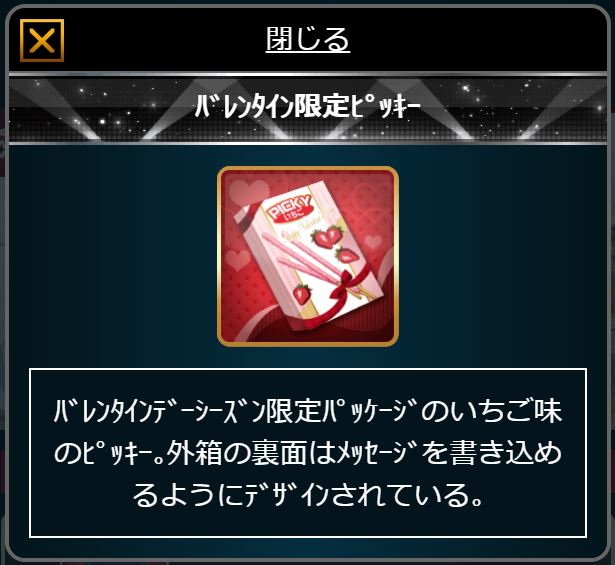 閉じる
ﾊﾞﾚﾝﾀｲﾝ限定ﾋﾟｯｷｰ
PICK-Y
いちご
ﾊﾞﾚﾝﾀｲﾝﾃﾞｰｼｰｽﾞﾝ限定ﾊﾟｯｹｰｼﾞのいちご味
のﾋﾟｯｷｰ｡外箱の裏面はﾒｯｾｰｼﾞを書き込め
るようにﾃﾞｻﾞｲﾝされている｡